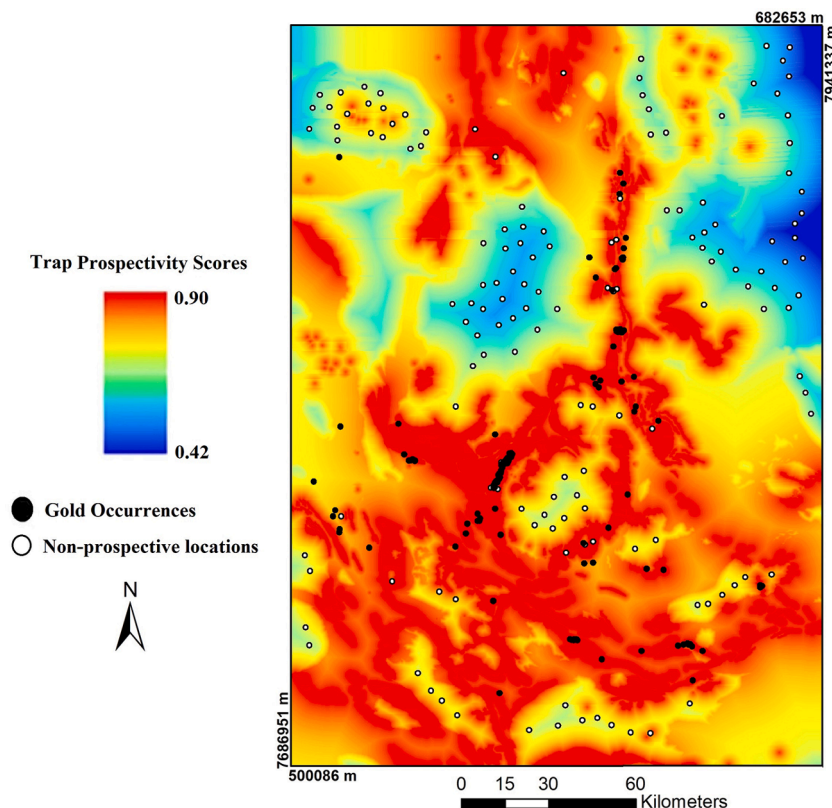 682653 m
7941337 m
Trap Prospectivity Scores
0.90
0.42
Gold Occurrences
Non-prospective locations
N
7686951 m
500086 m
0 15 30 60
Kilometers